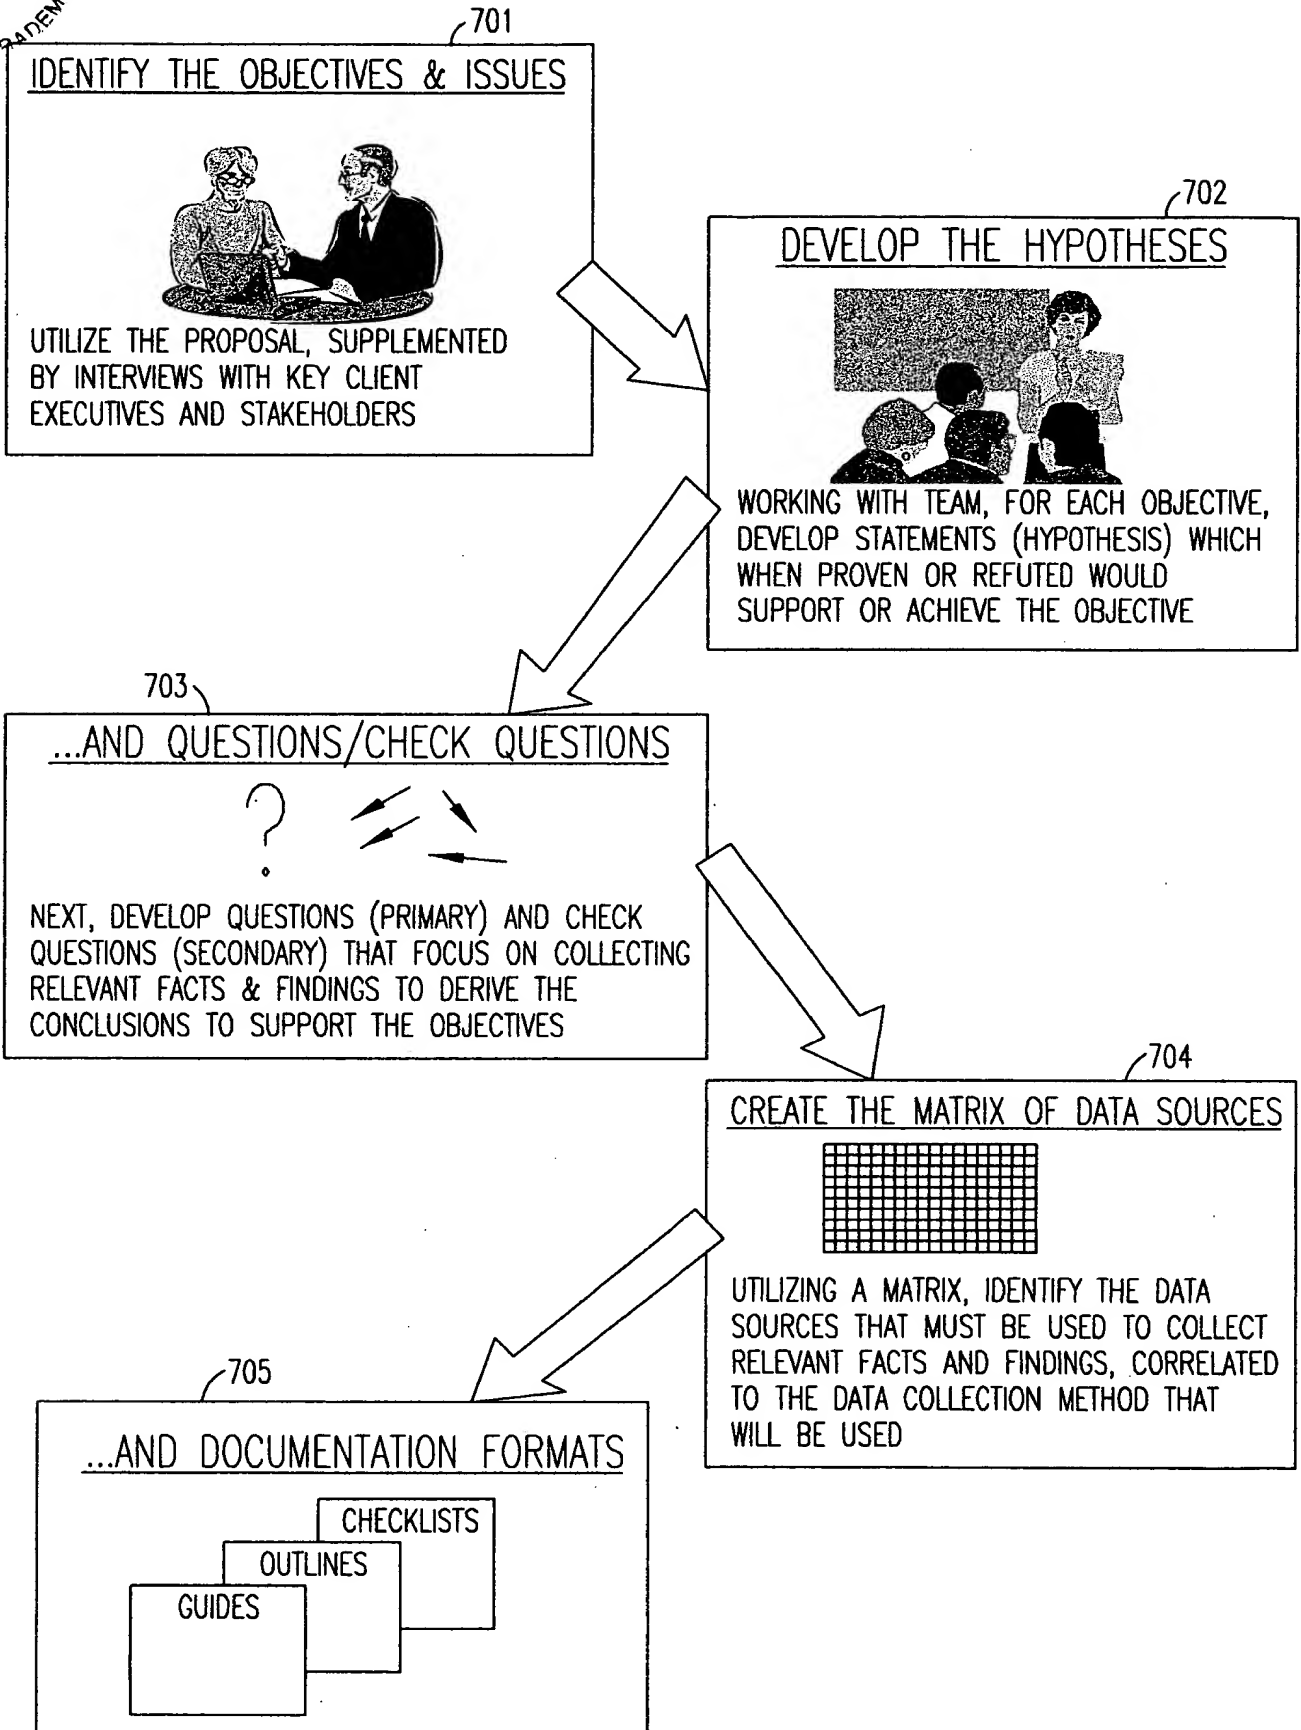 701
IDENTIFY THE OBJECTIVES & ISSUES
UTILIZE THE PROPOSAL, SUPPLEMENTED
BY INTERVIEWS WITH KEY CLIENT
EXECUTIVES AND STAKEHOLDERS
702
DEVELOP THE HYPOTHESES
WORKING WITH TEAM, FOR EACH OBJECTIVE,
DEVELOP STATEMENTS (HYPOTHESIS) WHICH
WHEN PROVEN OR REFUTED WOULD
SUPPORT OR ACHIEVE THE OBJECTIVE
703
...AND QUESTIONS/CHECK QUESTIONS
?
NEXT, DEVELOP QUESTIONS (PRIMARY) AND CHECK
QUESTIONS (SECONDARY) THAT FOCUS ON COLLECTING
RELEVANT FACTS & FINDINGS TO DERIVE THE
CONCLUSIONS TO SUPPORT THE OBJECTIVES
704
CREATE THE MATRIX OF DATA SOURCES
UTILIZING A MATRIX, IDENTIFY THE DATA
SOURCES THAT MUST BE USED TO COLLECT
RELEVANT FACTS AND FINDINGS, CORRELATED
TO THE DATA COLLECTION METHOD THAT
WILL BE USED
705
...AND DOCUMENTATION FORMATS
CHECKLISTS
OUTLINES
GUIDES